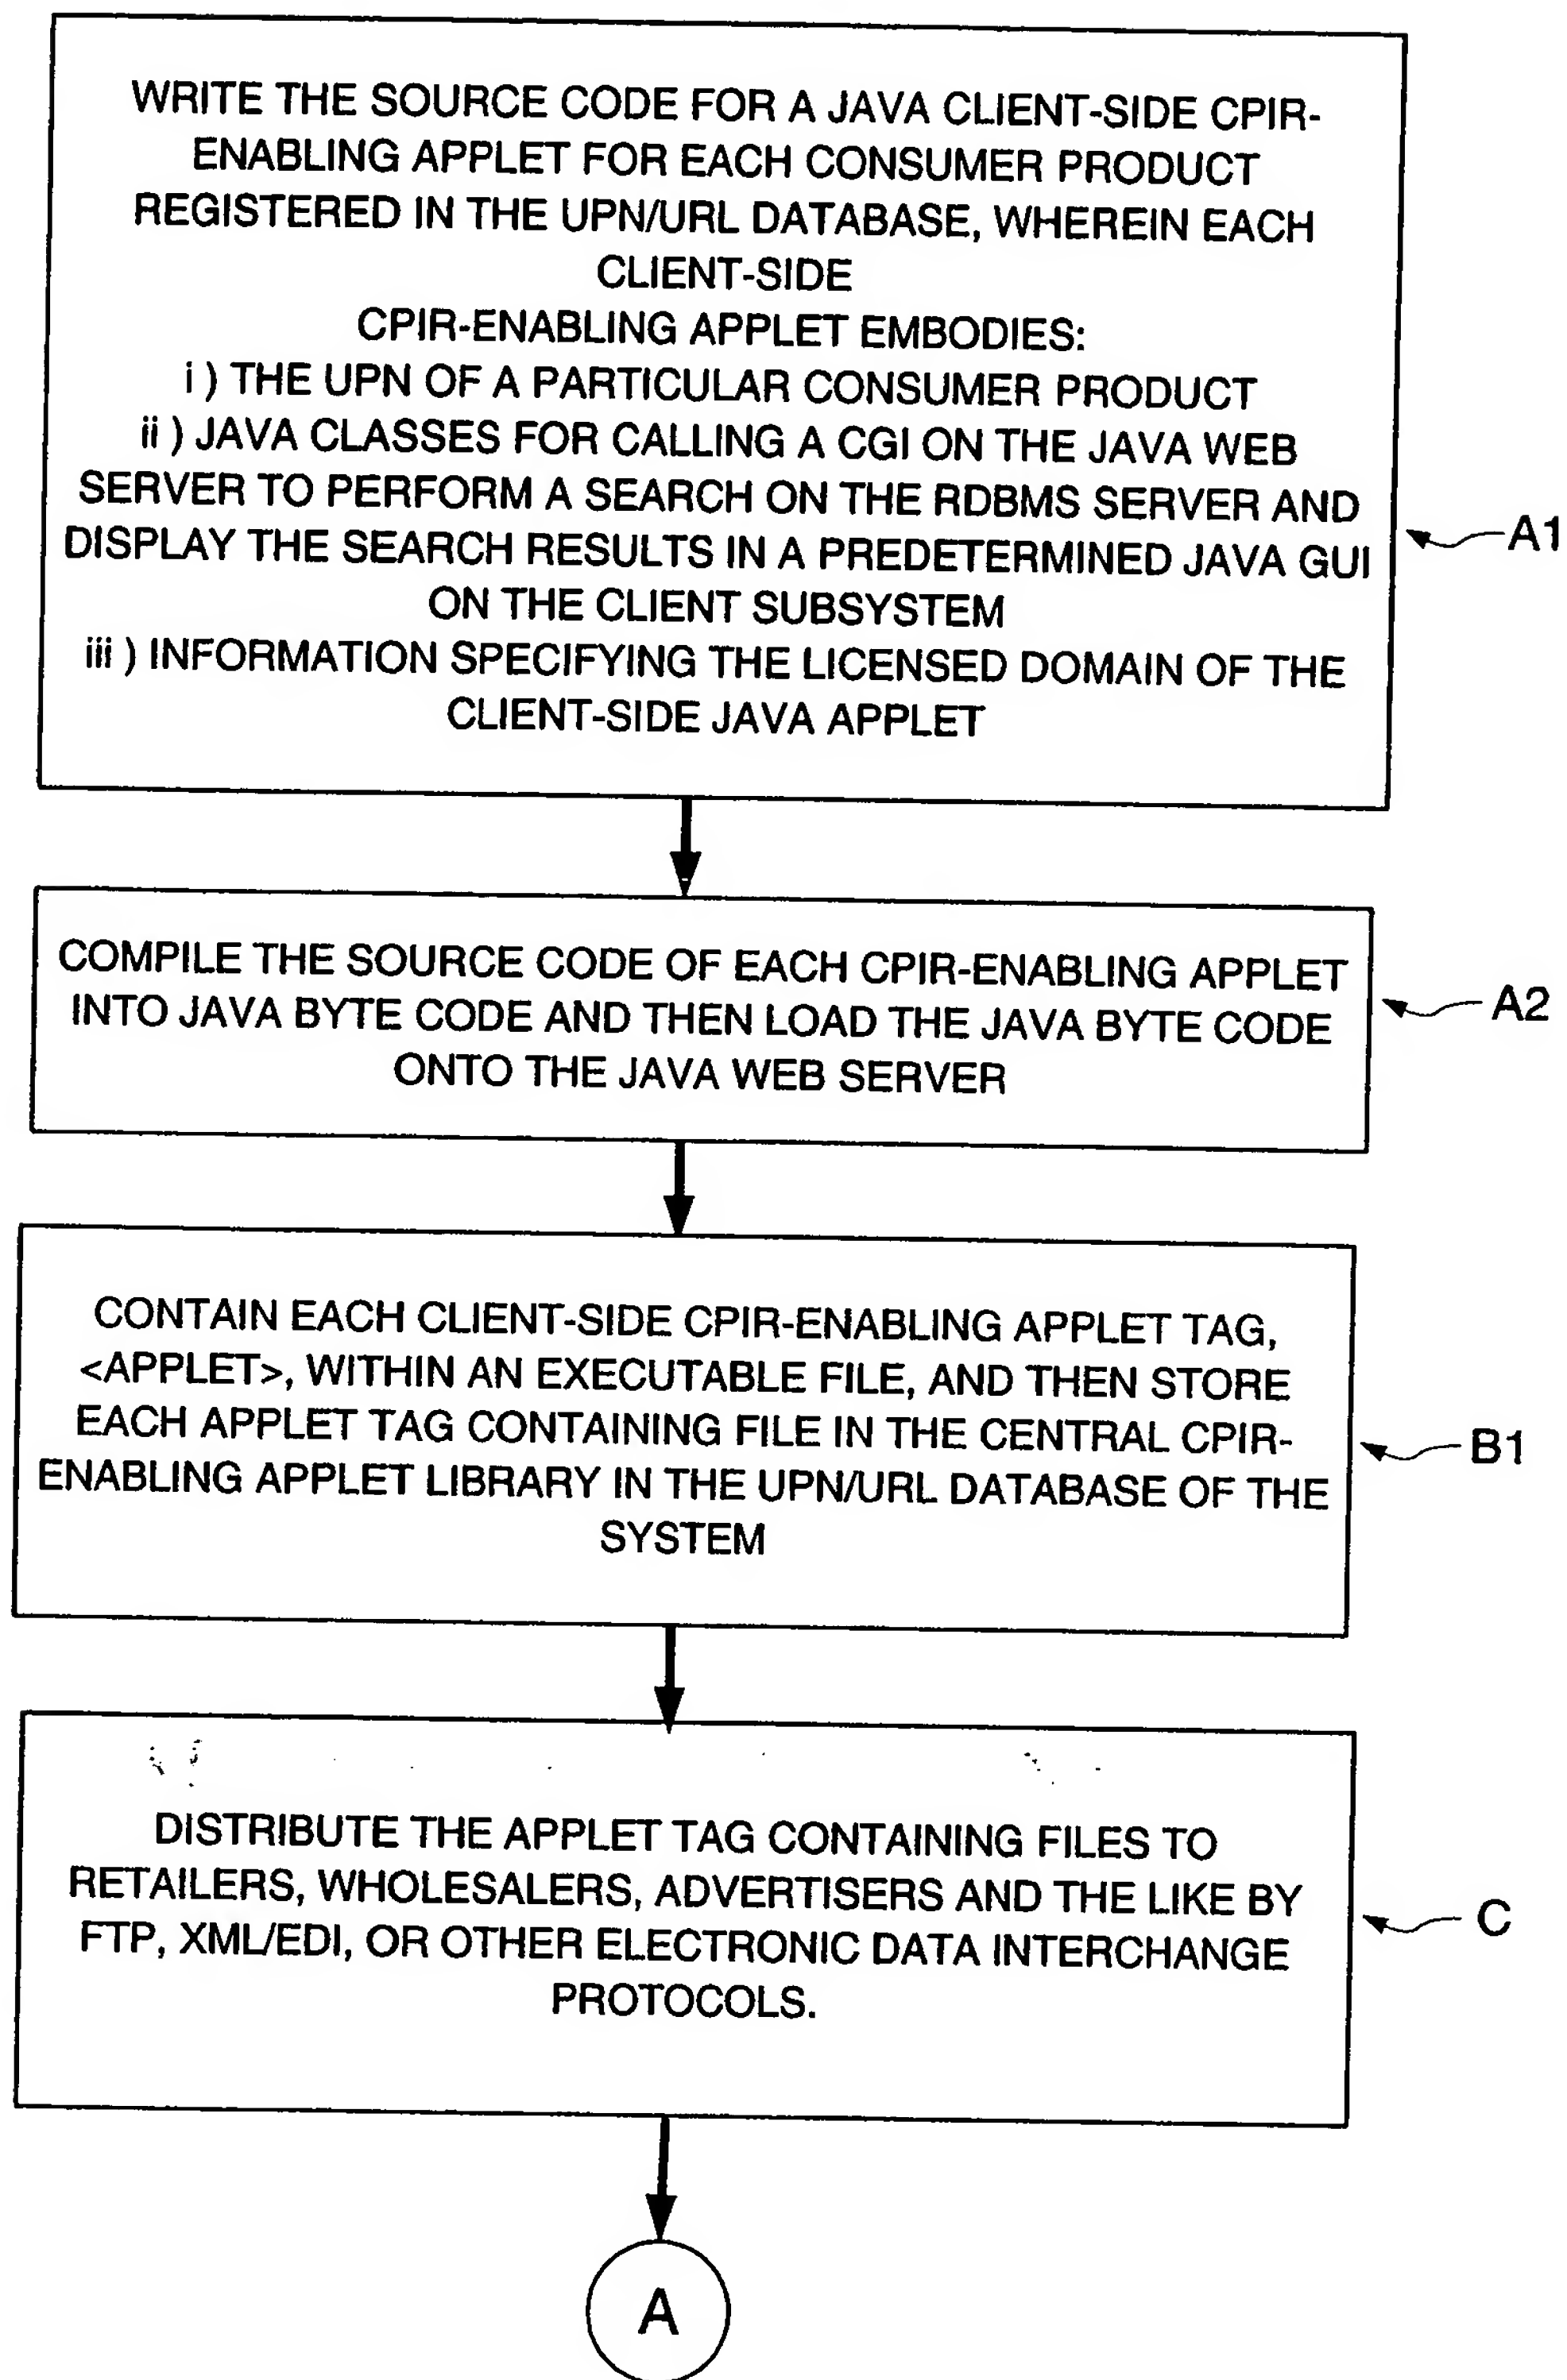 WRITE THE SOURCE CODE FOR A JAVA CLIENT-SIDE CPIR-
ENABLING APPLET FOR EACH CONSUMER PRODUCT
REGISTERED IN THE UPN/URL DATABASE, WHEREIN EACH
CLIENT-SIDE
CPIR-ENABLING APPLET EMBODIES:
i ) THE UPN OF A PARTICULAR CONSUMER PRODUCT
ii ) JAVA CLASSES FOR CALLING A CGI ON THE JAVA WEB
SERVER TO PERFORM A SEARCH ON THE RDBMS SERVER AND
DISPLAY THE SEARCH RESULTS IN A PREDETERMINED JAVA GUI
ON THE CLIENT SUBSYSTEM
iii ) INFORMATION SPECIFYING THE LICENSED DOMAIN OF THE
CLIENT-SIDE JAVA APPLET
A1
COMPILE THE SOURCE CODE OF EACH CPIR-ENABLING APPLET
INTO JAVA BYTE CODE AND THEN LOAD THE JAVA BYTE CODE
ONTO THE JAVA WEB SERVER
A2
CONTAIN EACH CLIENT-SIDE CPIR-ENABLING APPLET TAG,
<APPLET>, WITHIN AN EXECUTABLE FILE, AND THEN STORE
EACH APPLET TAG CONTAINING FILE IN THE CENTRAL CPIR-
ENABLING APPLET LIBRARY IN THE UPN/URL DATABASE OF THE
SYSTEM
B1
DISTRIBUTE THE APPLET TAG CONTAINING FILES TO
RETAILERS, WHOLESALERS, ADVERTISERS AND THE LIKE BY
FTP, XML/EDI, OR OTHER ELECTRONIC DATA INTERCHANGE
PROTOCOLS.
C
A